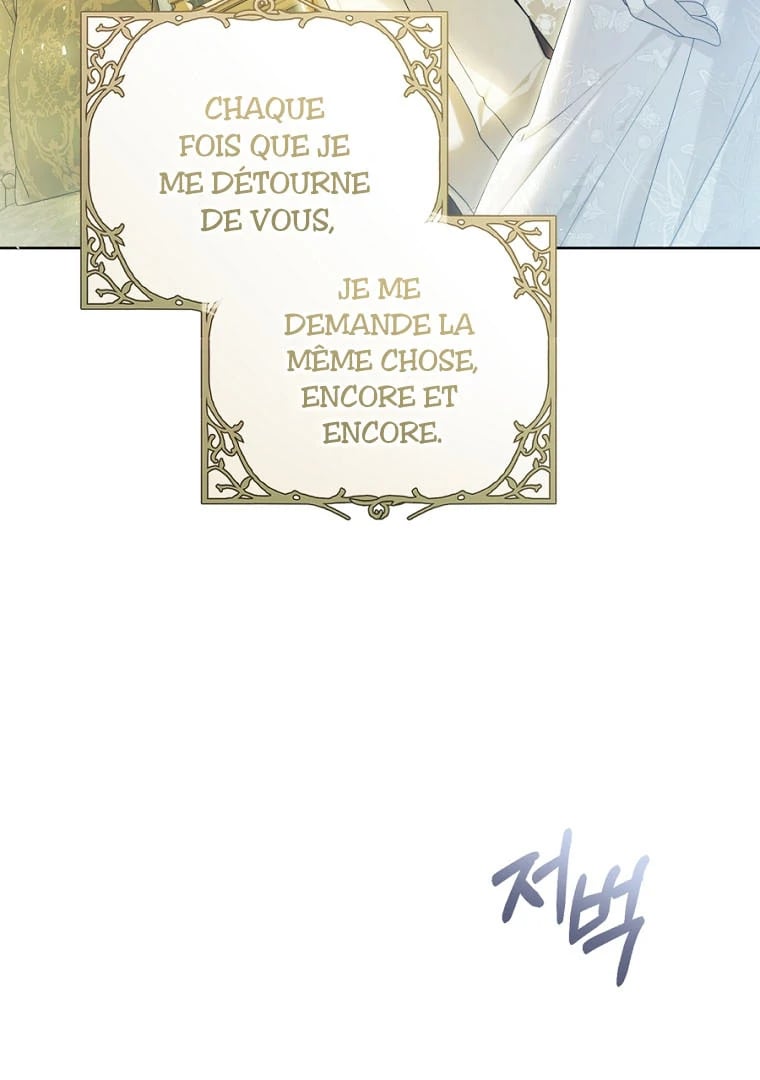 CHAQUE
FOIS QUE JE
ME DÉTOURNE
DE VOUS,
JE ME
DEMANDE LA
MÊME CHOSE,
ENCORE ET
ENCORE.
저벅